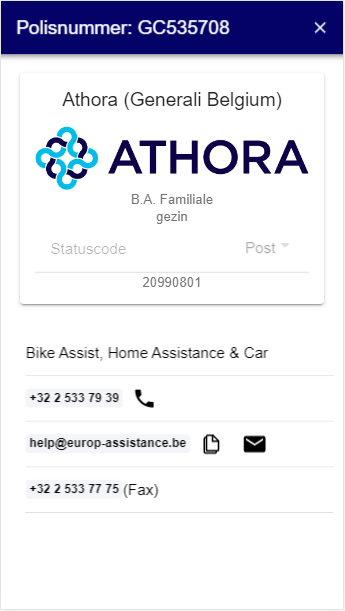 Polisnummer: GC535708
Athora (Generali Belgium)
ATHORA
B.A. Familiale
gezin
Statuscode Post
20990801
Bike Assist, Home Assistance & Car
+32 2 533 79 39
help@europ-assistance.be
+32 2 533 77 75 (Fax)